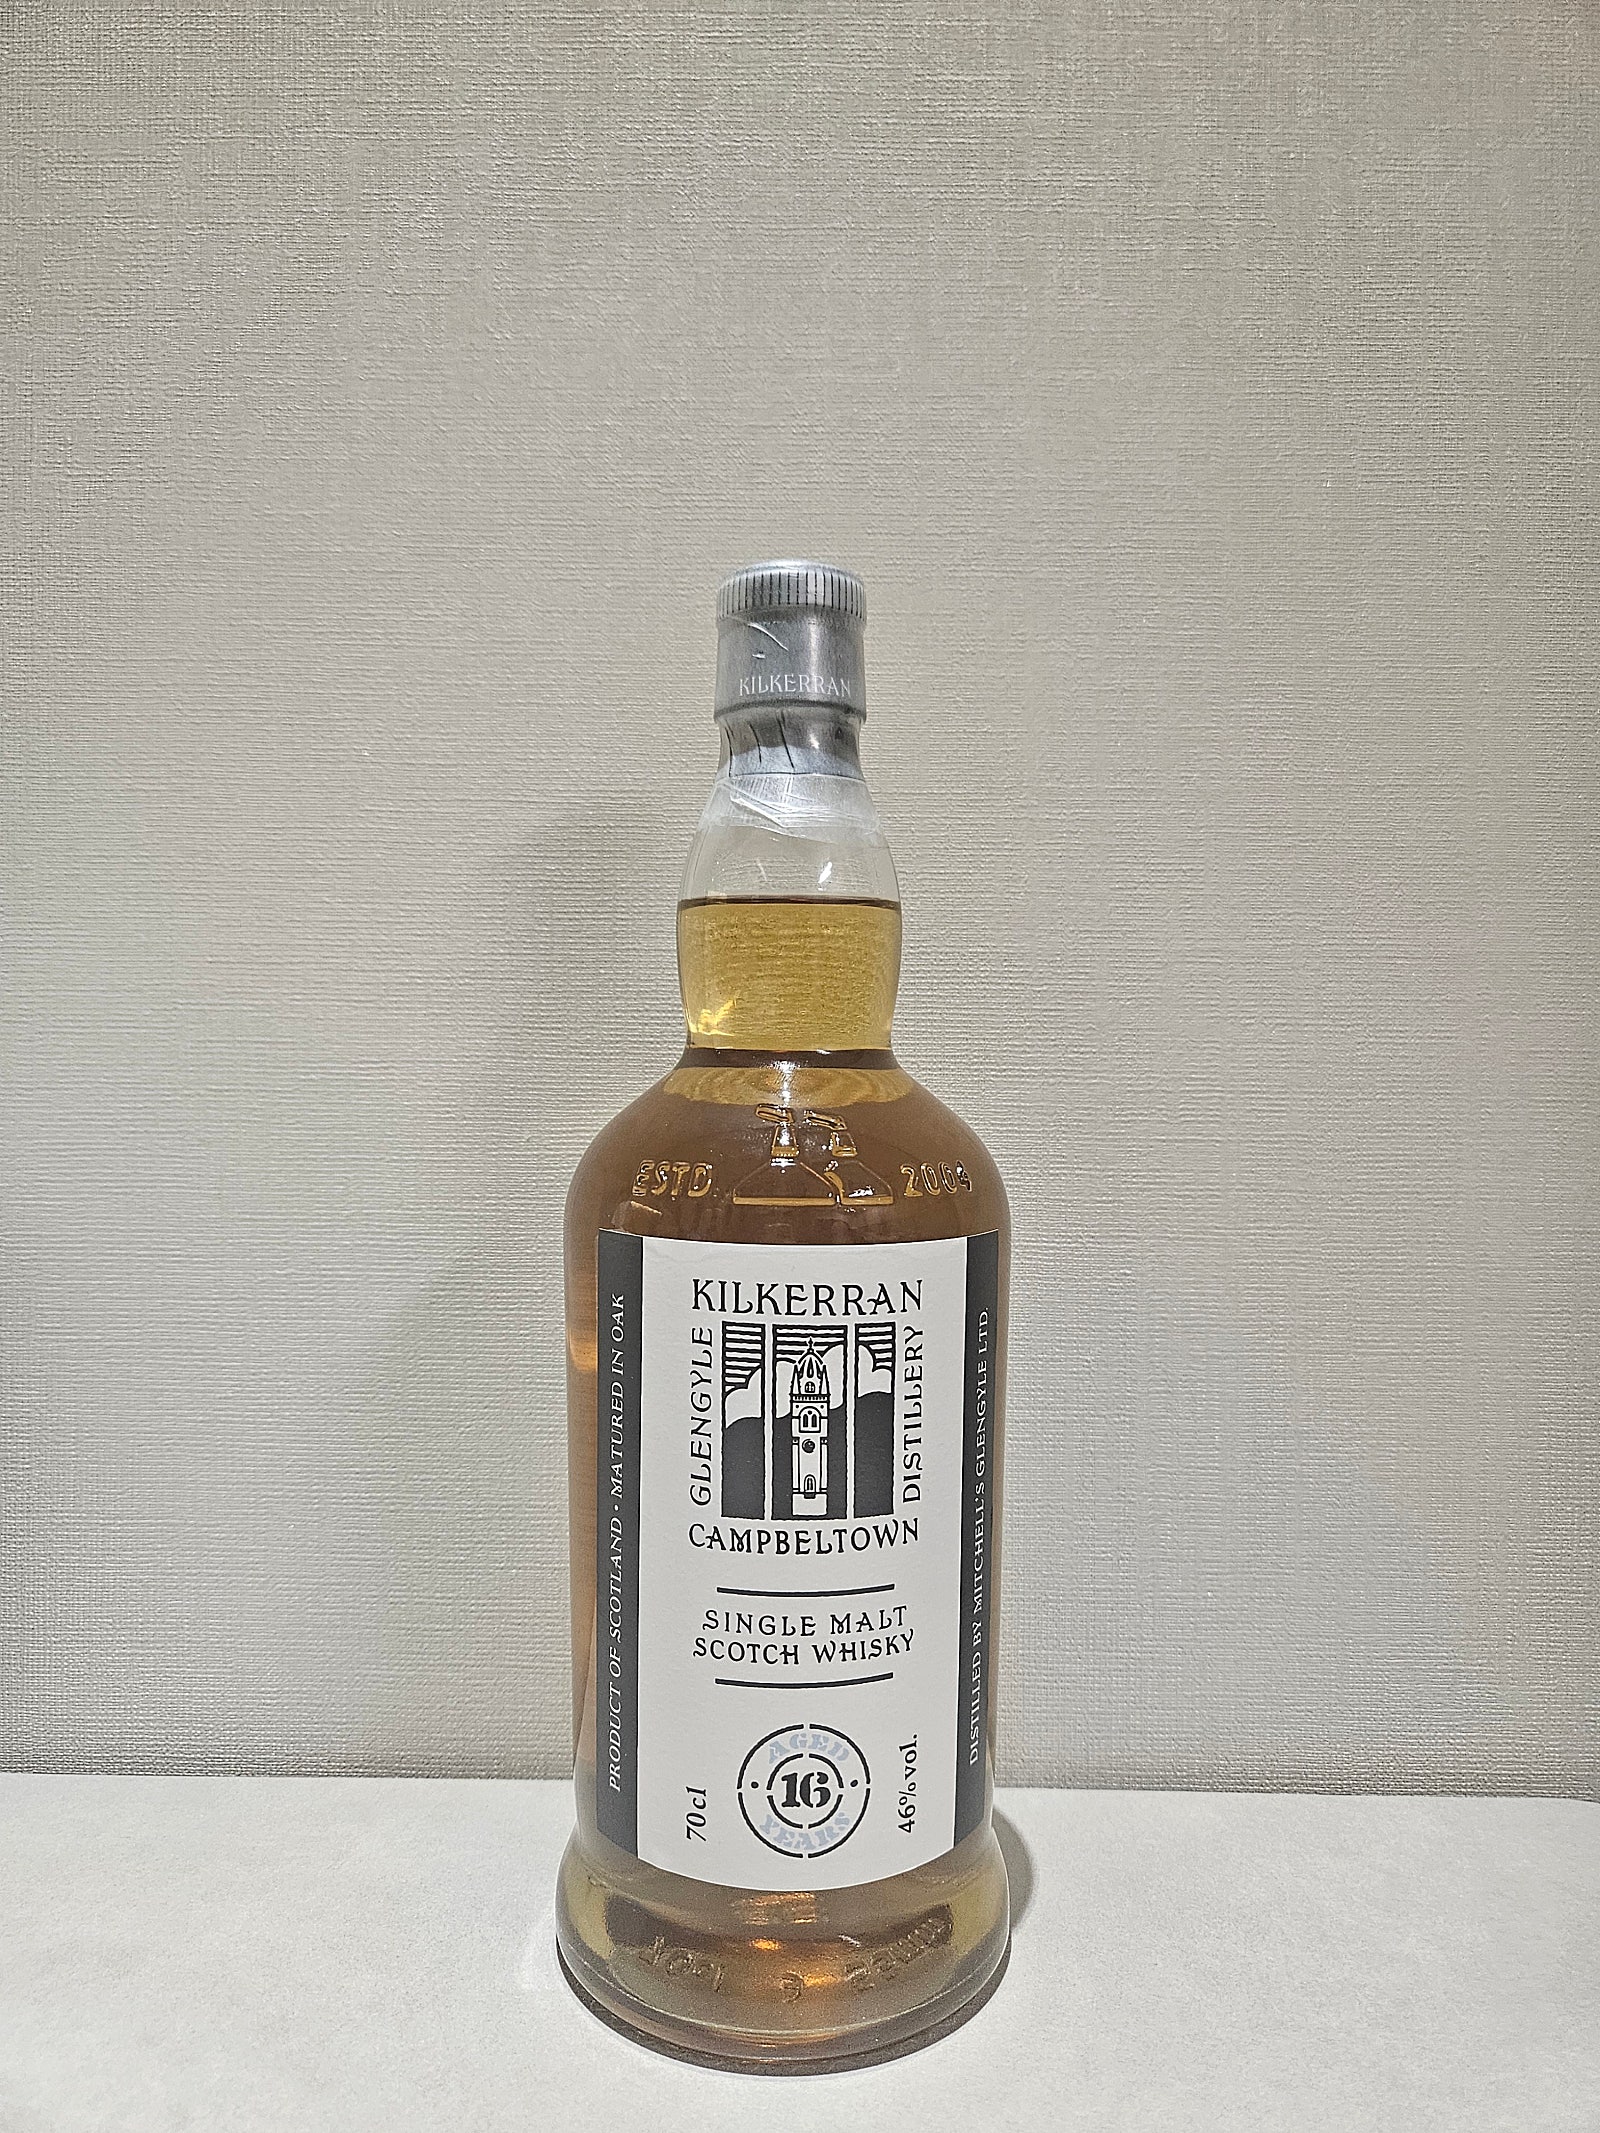 KILKERRAN
ESTD 2004
KILKERRAN
GLENGYLE
DISTILLERY
CAMPBELTOWN
SINGLE MALT
SCOTCH WHISKY
AGED
16
YEARS
70cl
46%vol.
PRODUCT OF SCOTLAND • MATURED IN OAK
DISTILLED BY MITCHELL'S GLENGYLE LTD.